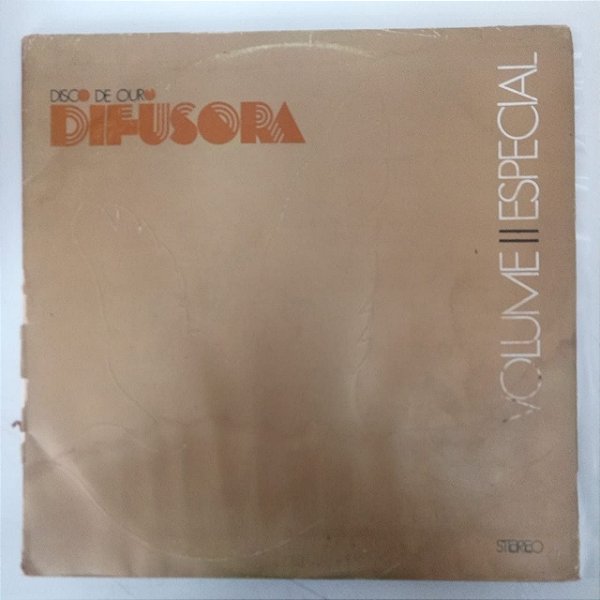 DISCO DE OURO
DIFUSORA
VOLUME II ESPECIAL
STEREO